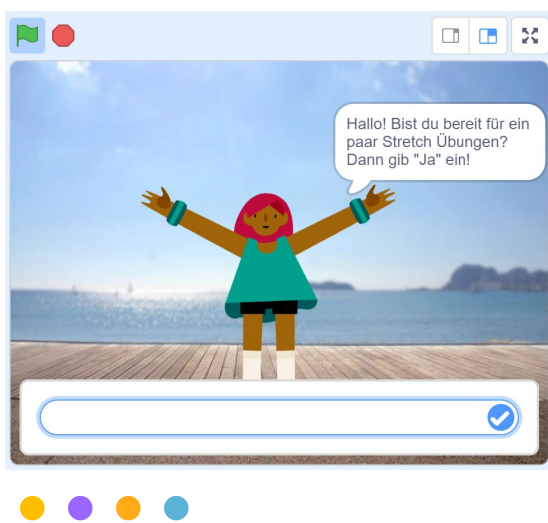 Hallo! Bist du bereit für ein
paar Stretch Übungen?
Dann gib "Ja" ein!